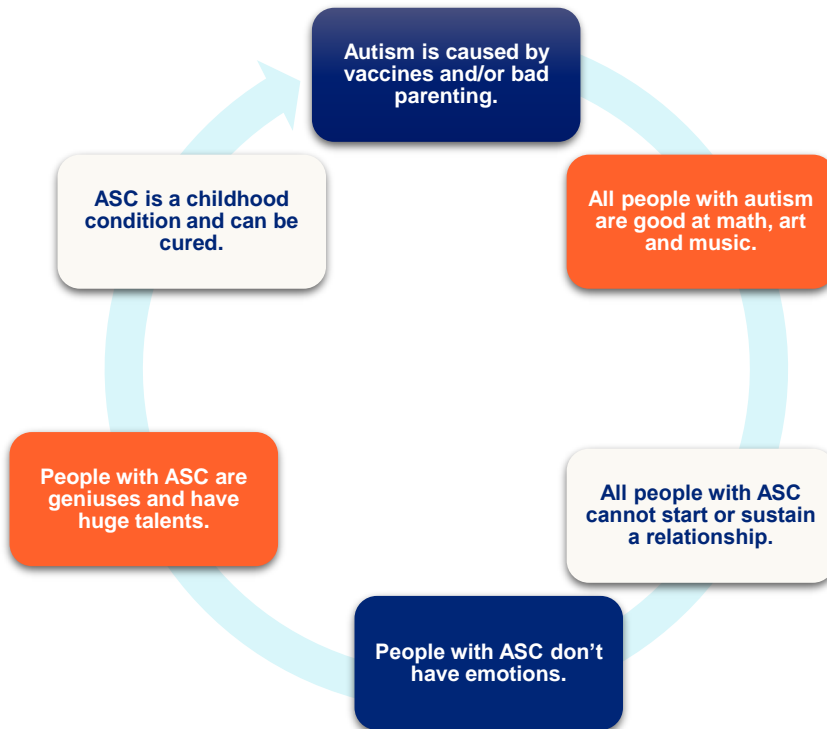 Autism is caused by
vaccines and/or bad
parenting.
All people with autism
are good at math, art
and music.
All people with ASC
cannot start or sustain
a relationship.
People with ASC don’t
have emotions.
People with ASC are
geniuses and have
huge talents.
ASC is a childhood
condition and can be
cured.